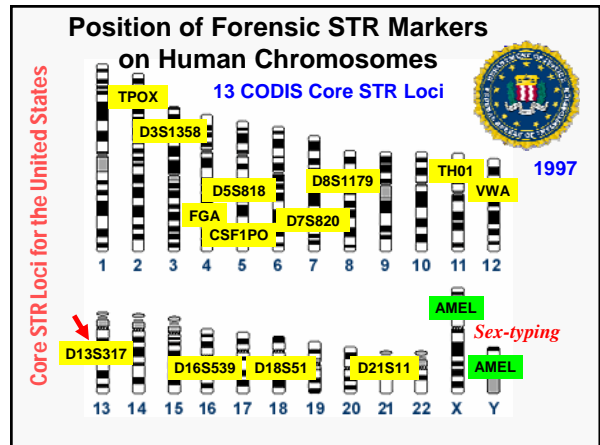 Position of Forensic STR Markers
on Human Chromosomes
13 CODIS Core STR Loci
1997
Core STR Loci for the United States
TPOX
D3S1358
D5S818
FGA
CSF1PO
D7S820
D8S1179
TH01
VWA
1 2 3 4 5 6 7 8 9 10 11 12
AMEL
Sex-typing
AMEL
D13S317
D16S539
D18S51
D21S11
13 14 15 16 17 18 19 20 21 22 X Y